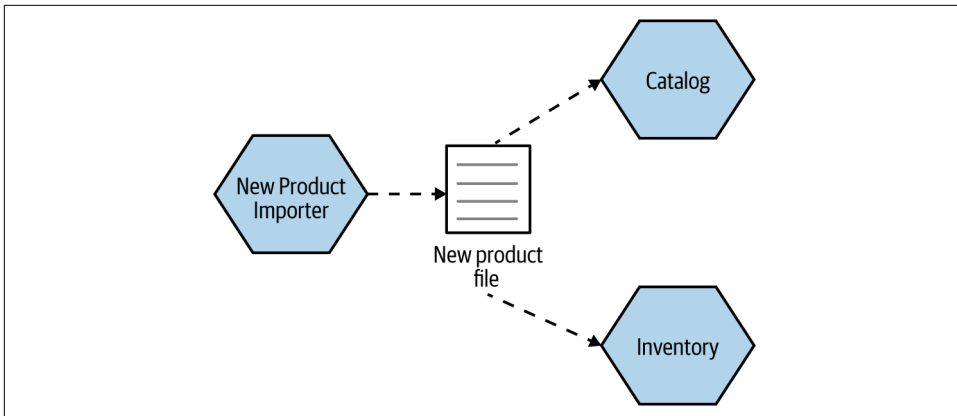 Catalog
New Product
Importer
New product
file
Inventory